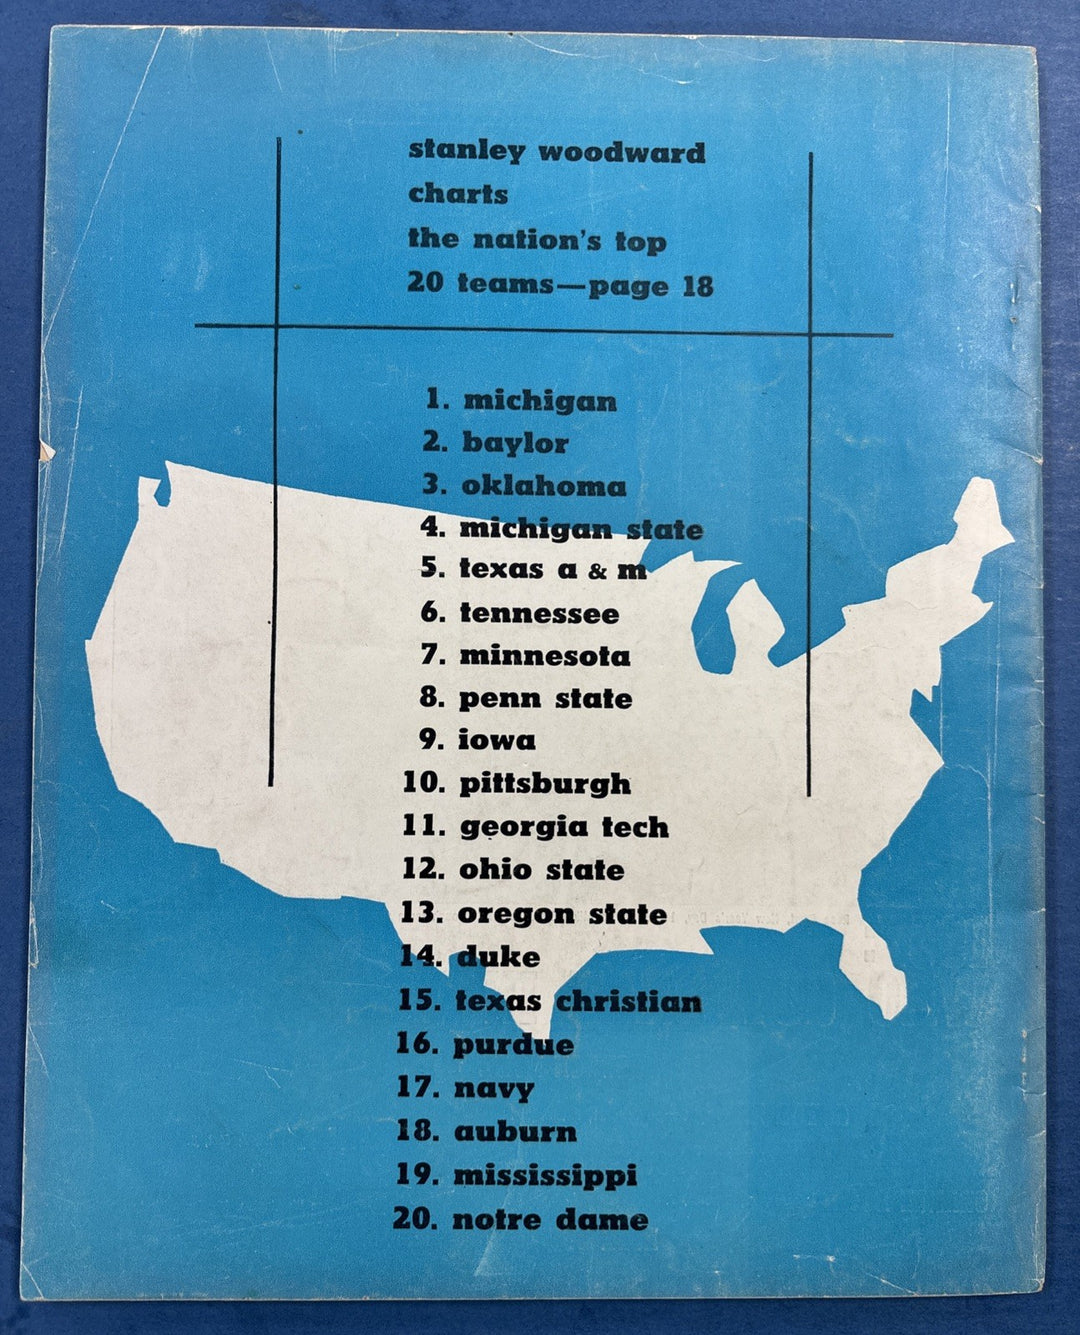 stanley woodward
charts
the nation's top
20 teams—page 18
1. michigan
2. baylor
3. oklahoma
4. michigan state
5. texas a & m
6. tennessee
7. minnesota
8. penn state
9. iowa
10. pittsburgh
11. georgia tech
12. ohio state
13. oregon state
14. duke
15. texas christian
16. purdue
17. navy
18. auburn
19. mississippi
20. notre dame